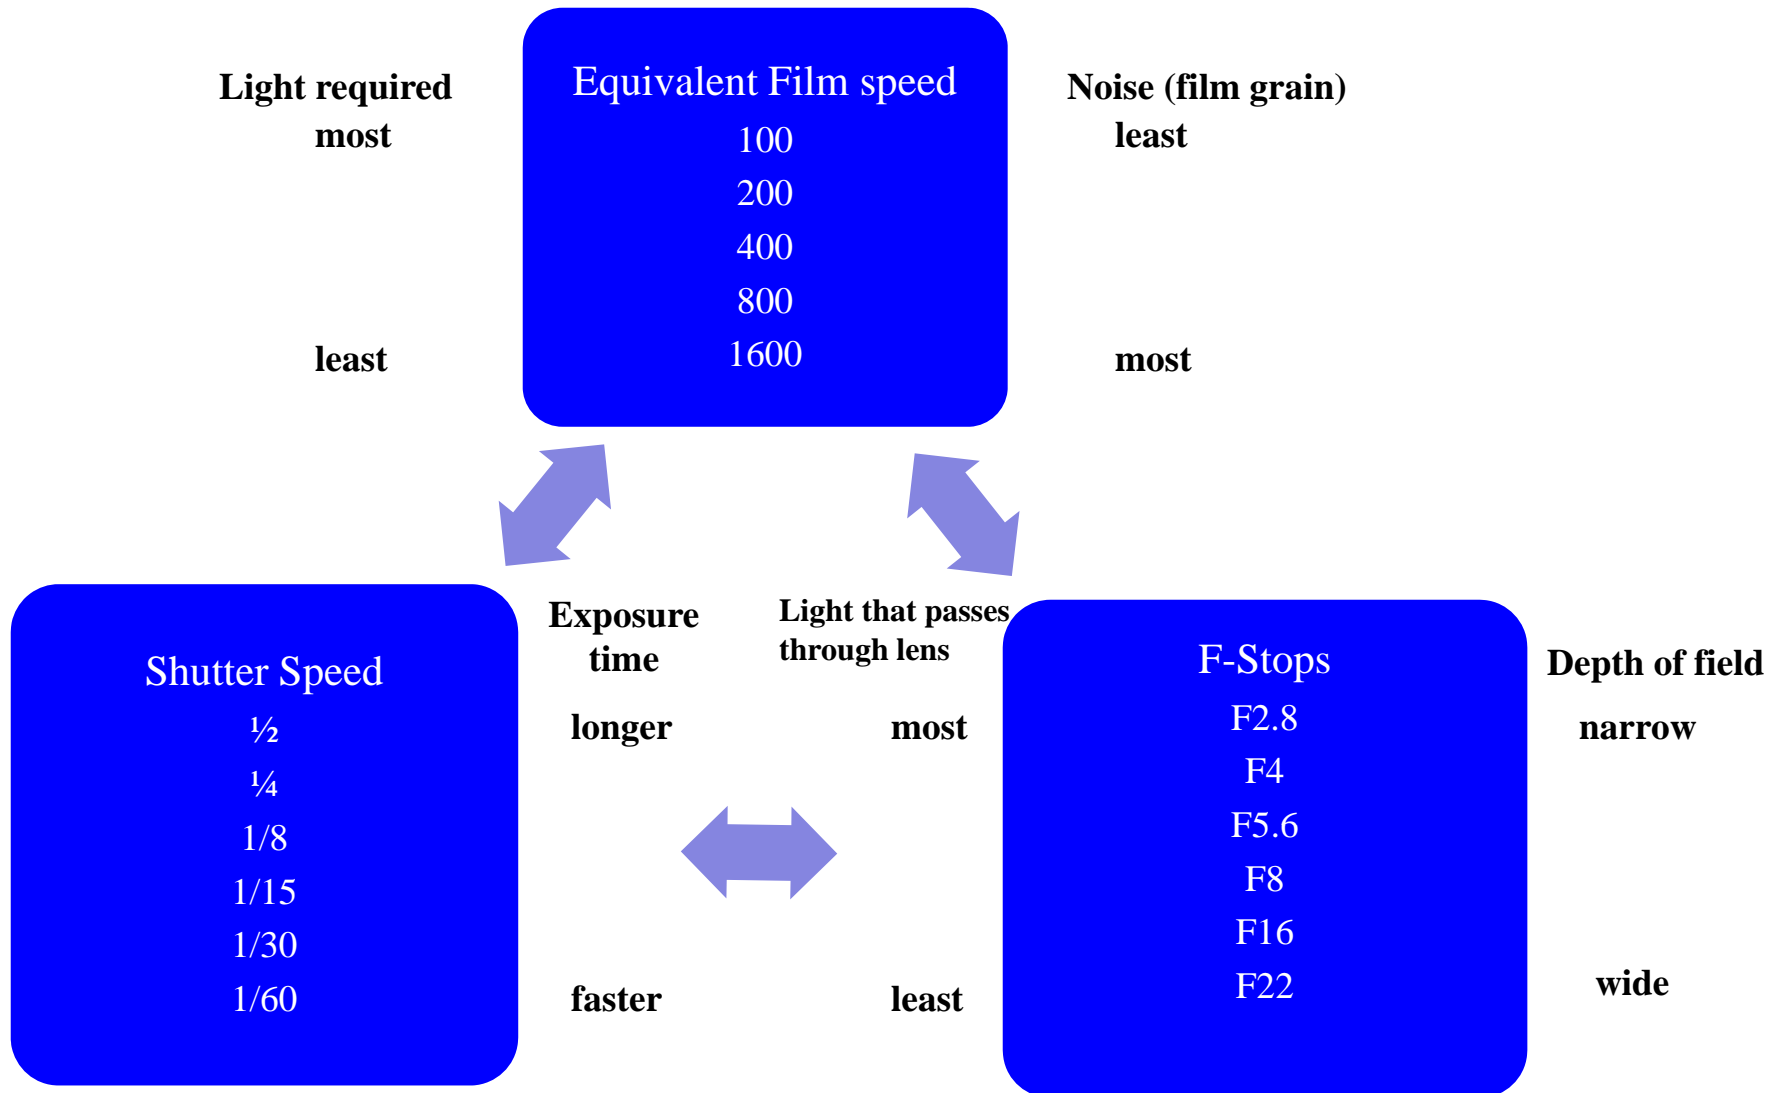 Equivalent Film speed
100
200
400
800
1600
Light required
most
least
Noise (film grain)
least
most
Shutter Speed
½
¼
1/8
1/15
1/30
1/60
Exposure
time
longer
faster
Light that passes
through lens
most
least
F-Stops
F2.8
F4
F5.6
F8
F16
F22
Depth of field
narrow
wide